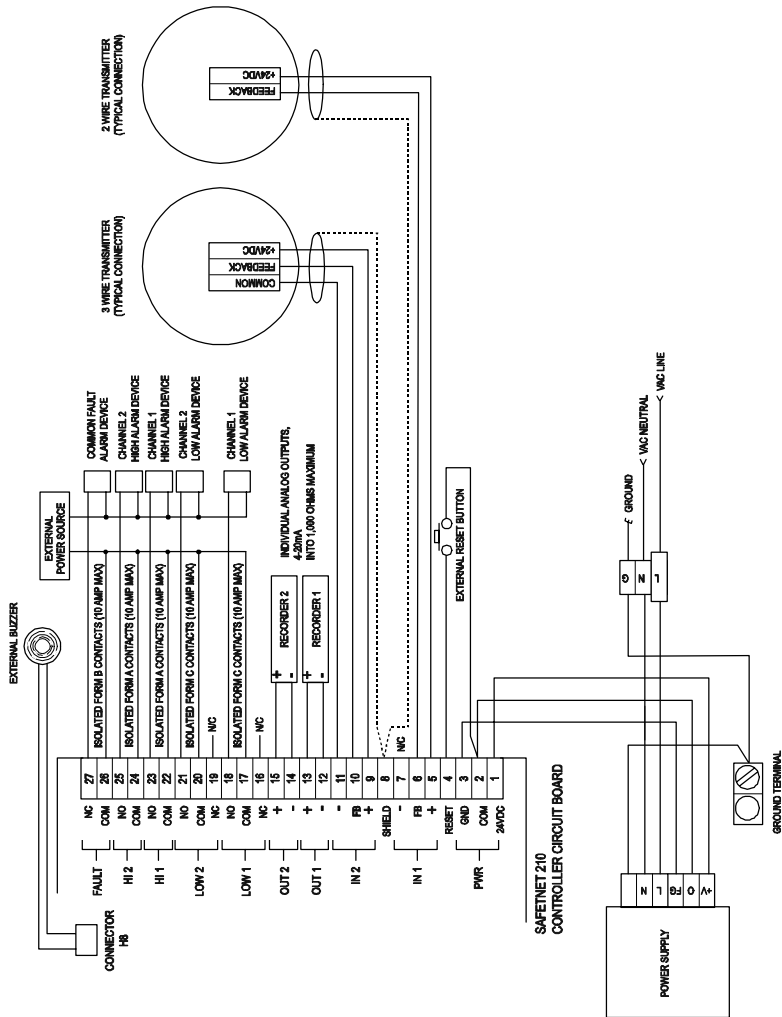 2 WIRE TRANSMITTER
(TYPICAL CONNECTION)
+24VDC
FEEDBACK
3 WIRE TRANSMITTER
(TYPICAL CONNECTION)
+24VDC
FEEDBACK
COMMON
COMMON FAULT
ALARM DEVICE
CHANNEL 2
HIGH ALARM DEVICE
CHANNEL 1
HIGH ALARM DEVICE
CHANNEL 2
LOW ALARM DEVICE
CHANNEL 1
LOW ALARM DEVICE
EXTERNAL
POWER SOURCE
EXTERNAL BUZZER
ISOLATED FORM B CONTACTS (10 AMP MAX)
ISOLATED FORM A CONTACTS (10 AMP MAX)
ISOLATED FORM A CONTACTS (10 AMP MAX)
ISOLATED FORM C CONTACTS (10 AMP MAX)
N/C
ISOLATED FORM C CONTACTS (10 AMP MAX)
N/C
INDIVIDUAL ANALOG OUTPUTS,
4-20mA
INTO 1,000 OHMS MAXIMUM
+ RECORDER 2 -
+ RECORDER 1 -
N/C
EXTERNAL RESET BUTTON
CONNECTOR
H8
FAULT
NC 27
COM 26
HI 2
NO 25
COM 24
HI 1
NO 23
COM 22
LOW 2
NO 21
COM 20
NC 19
LOW 1
NO 18
COM 17
NC 16
OUT 2
+ 15
- 14
OUT 1
+ 13
- 12
IN 2
- 11
FB 10
+ 9
SHIELD 8
IN 1
- 7
FB 6
+ 5
RESET 4
PWR
GND 3
COM 2
24VDC 1
SAFETNET 210
CONTROLLER CIRCUIT BOARD
£ GROUND
VAC NEUTRAL
VAC LINE
G
N
L
GROUND TERMINAL
N
L
FG
O
+V
POWER SUPPLY